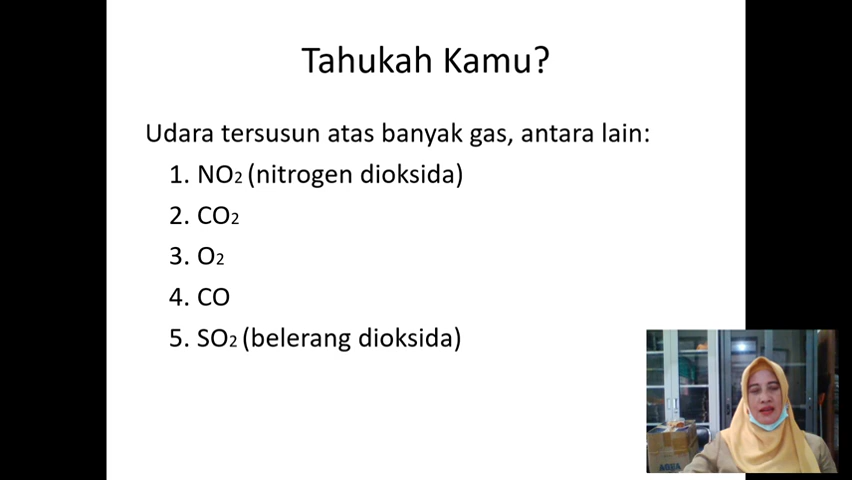 Tahukah Kamu?
Udara tersusun atas banyak gas, antara lain:
1. NO₂ (nitrogen dioksida)
2. CO₂
3. O₂
4. CO
5. SO₂ (belerang dioksida)